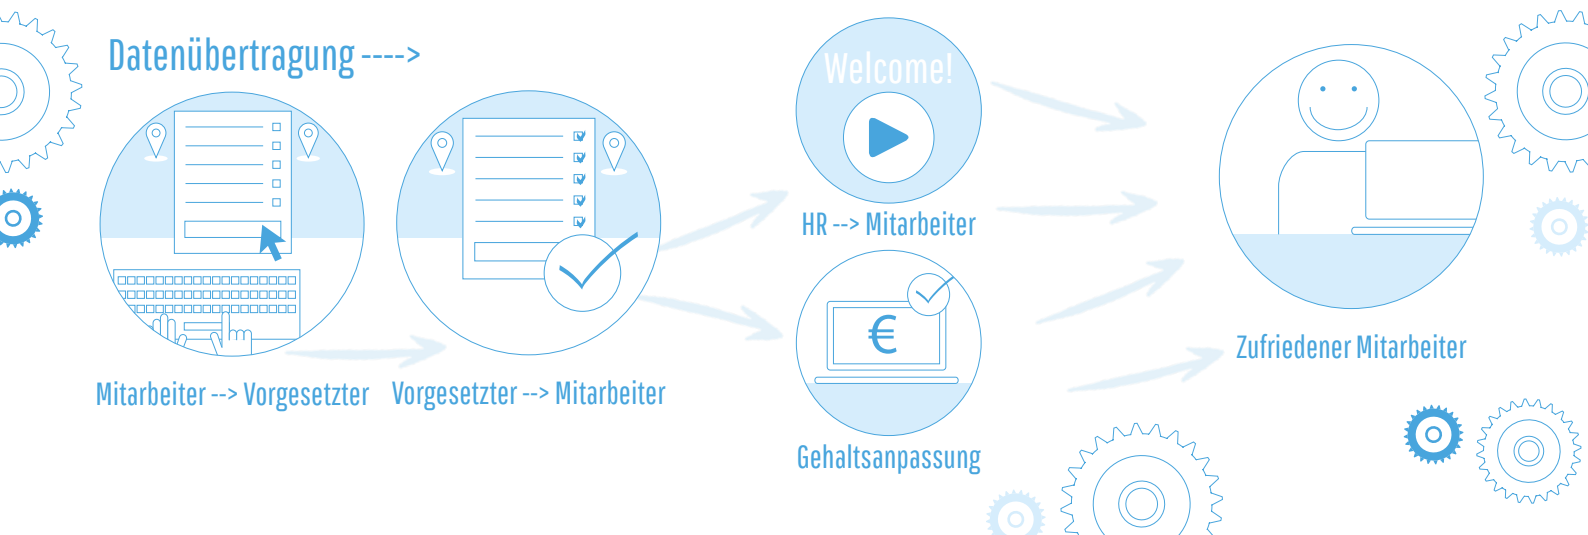 Datenübertragung ---->
Welcome!
HR --> Mitarbeiter
Mitarbeiter --> Vorgesetzter
Vorgesetzter --> Mitarbeiter
€
Gehaltsanpassung
Zufriedener Mitarbeiter